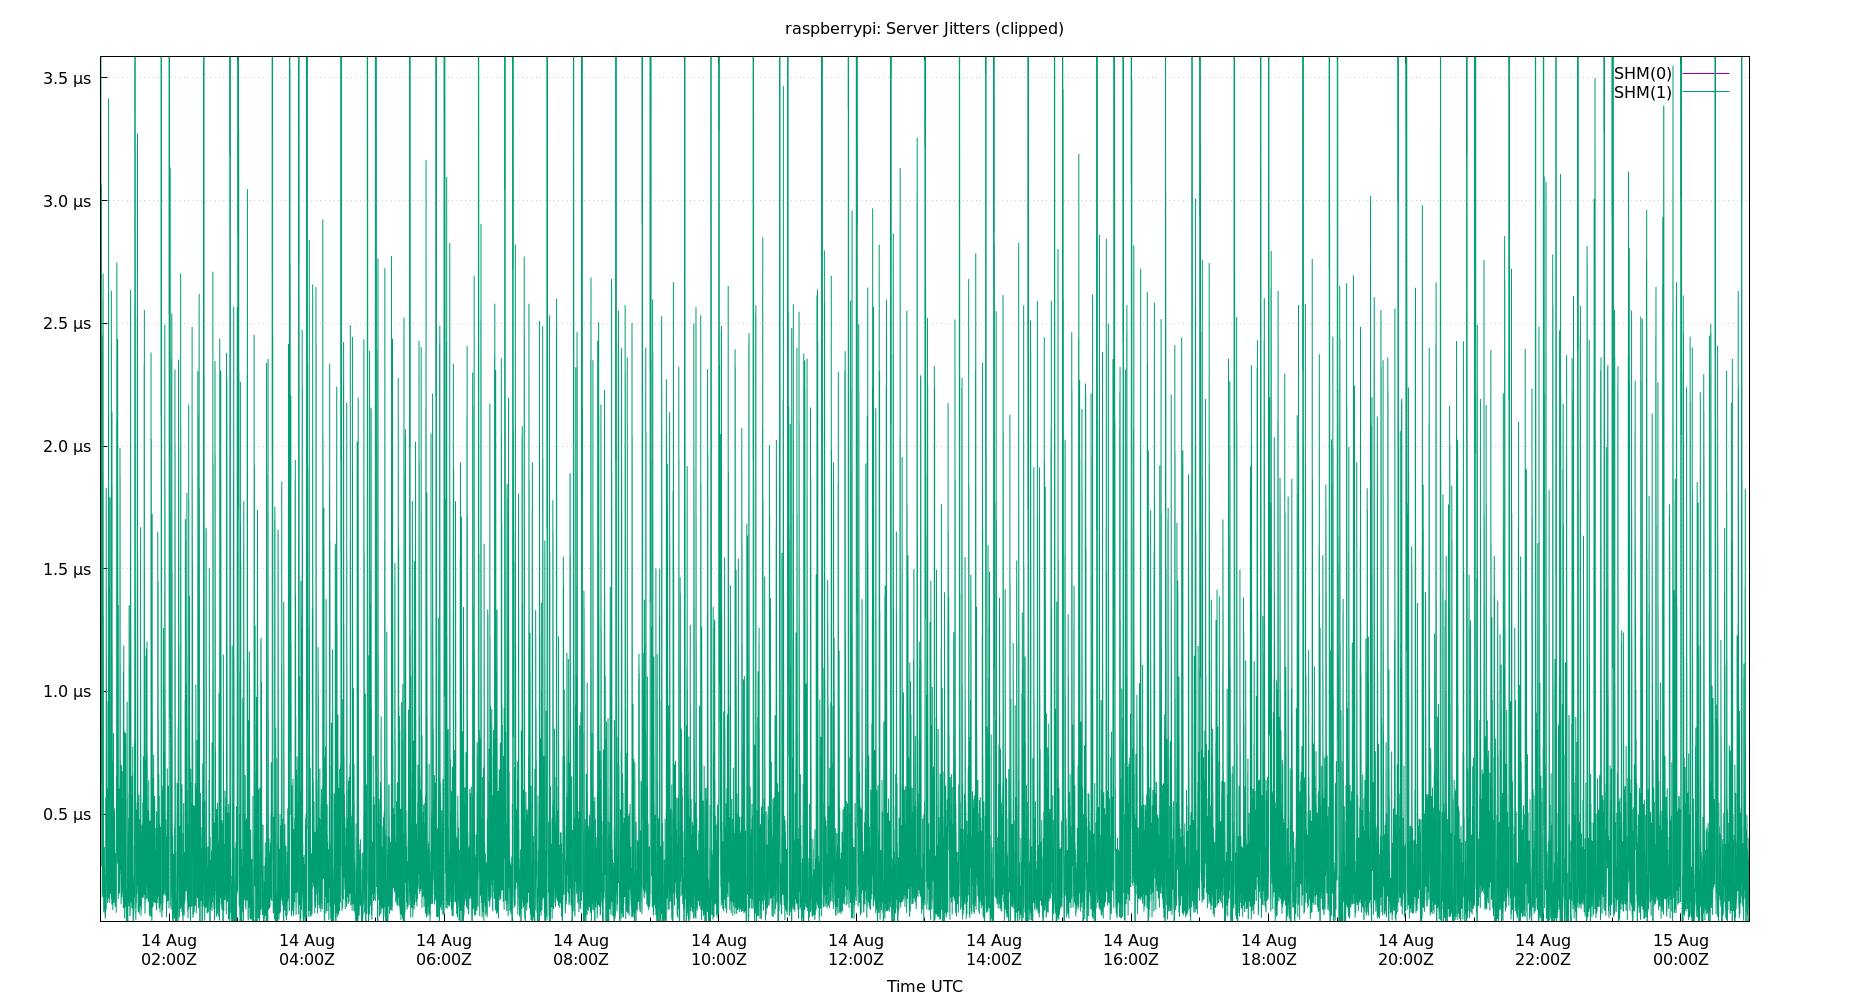 raspberrypi: Server Jitters (clipped)
SHM(0)
SHM(1)
3.5 µs
3.0 µs
2.5 µs
2.0 µs
1.5 µs
1.0 µs
0.5 µs
14 Aug 14 Aug 14 Aug 14 Aug 14 Aug 14 Aug 14 Aug 14 Aug 14 Aug 14 Aug 14 Aug 15 Aug
02:00Z 04:00Z 06:00Z 08:00Z 10:00Z 12:00Z 14:00Z 16:00Z 18:00Z 20:00Z 22:00Z 00:00Z
Time UTC